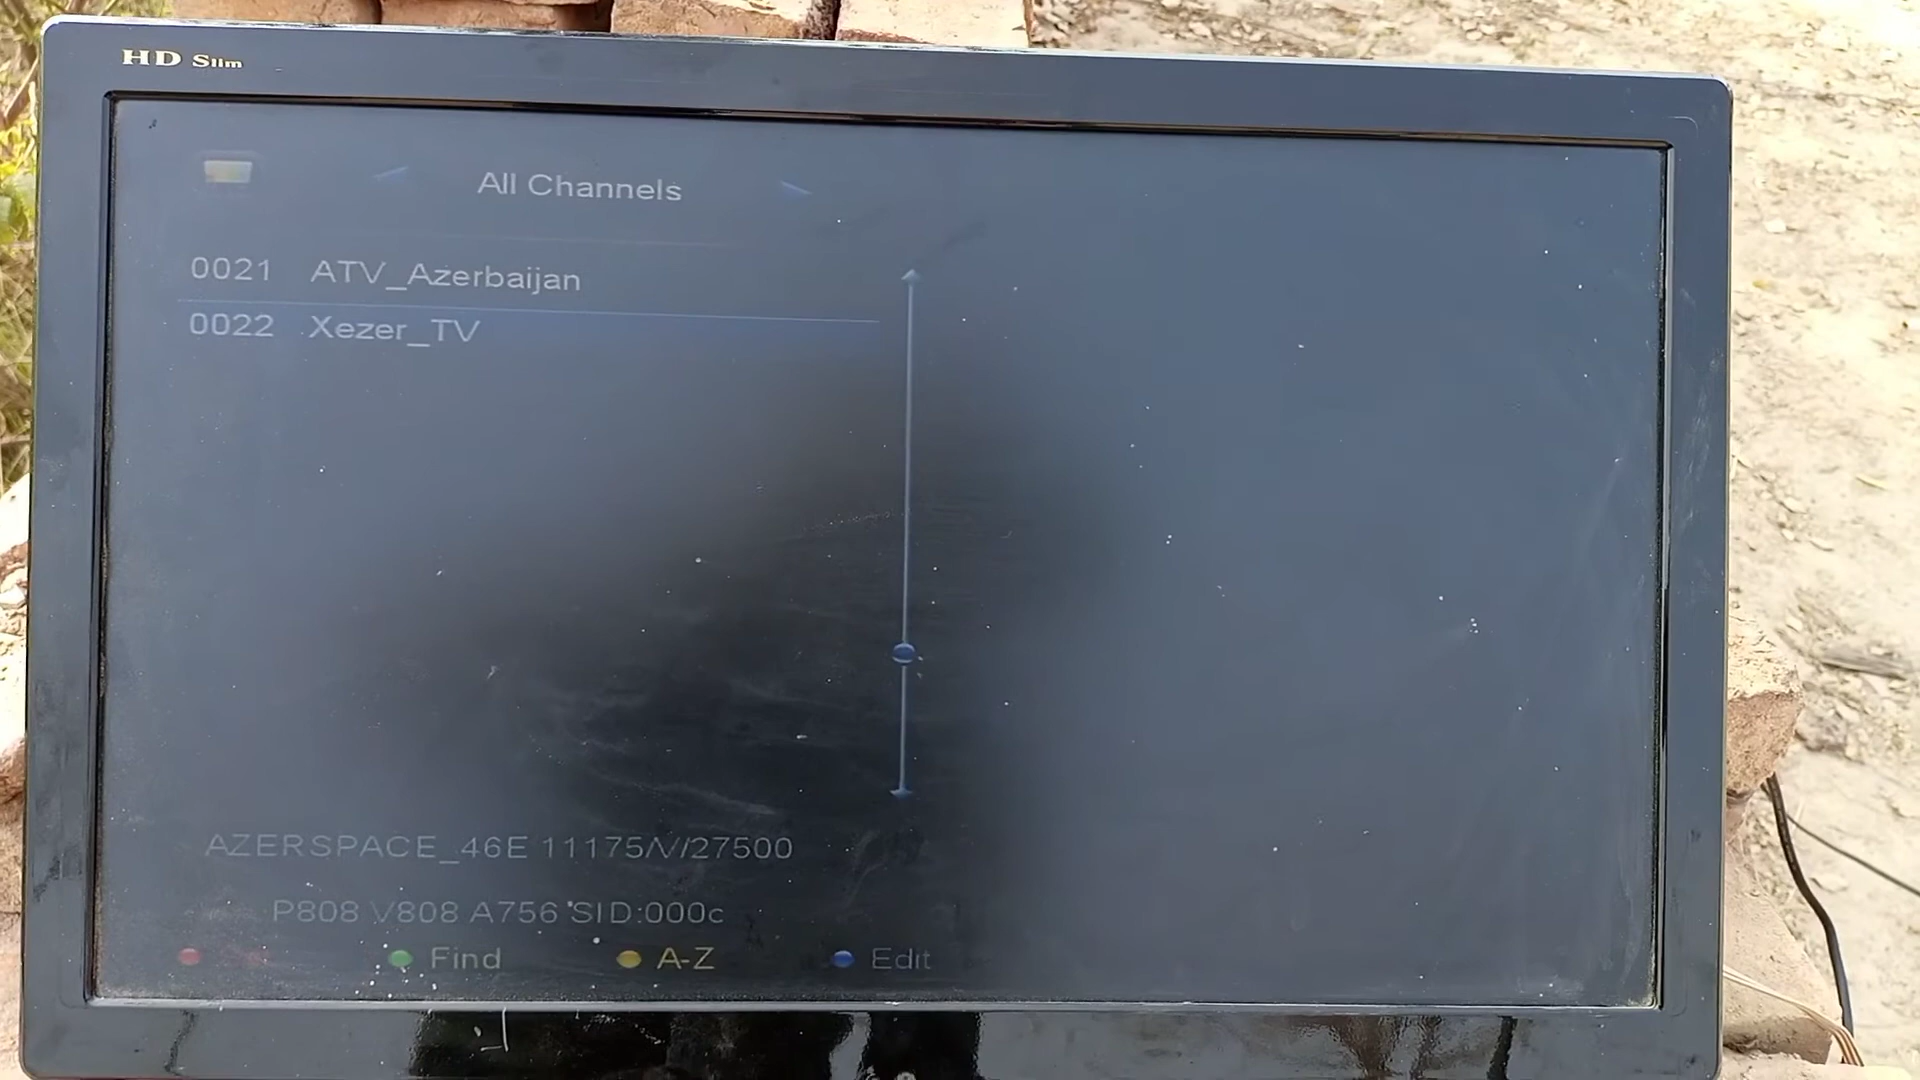 HD Slim
All Channels
0021 ATV_Azerbaijan
0022 Xezer_TV
AZERSPACE_46E 11175/V/27500
P808 V808 A756 SID:000c
Find A-Z Edit